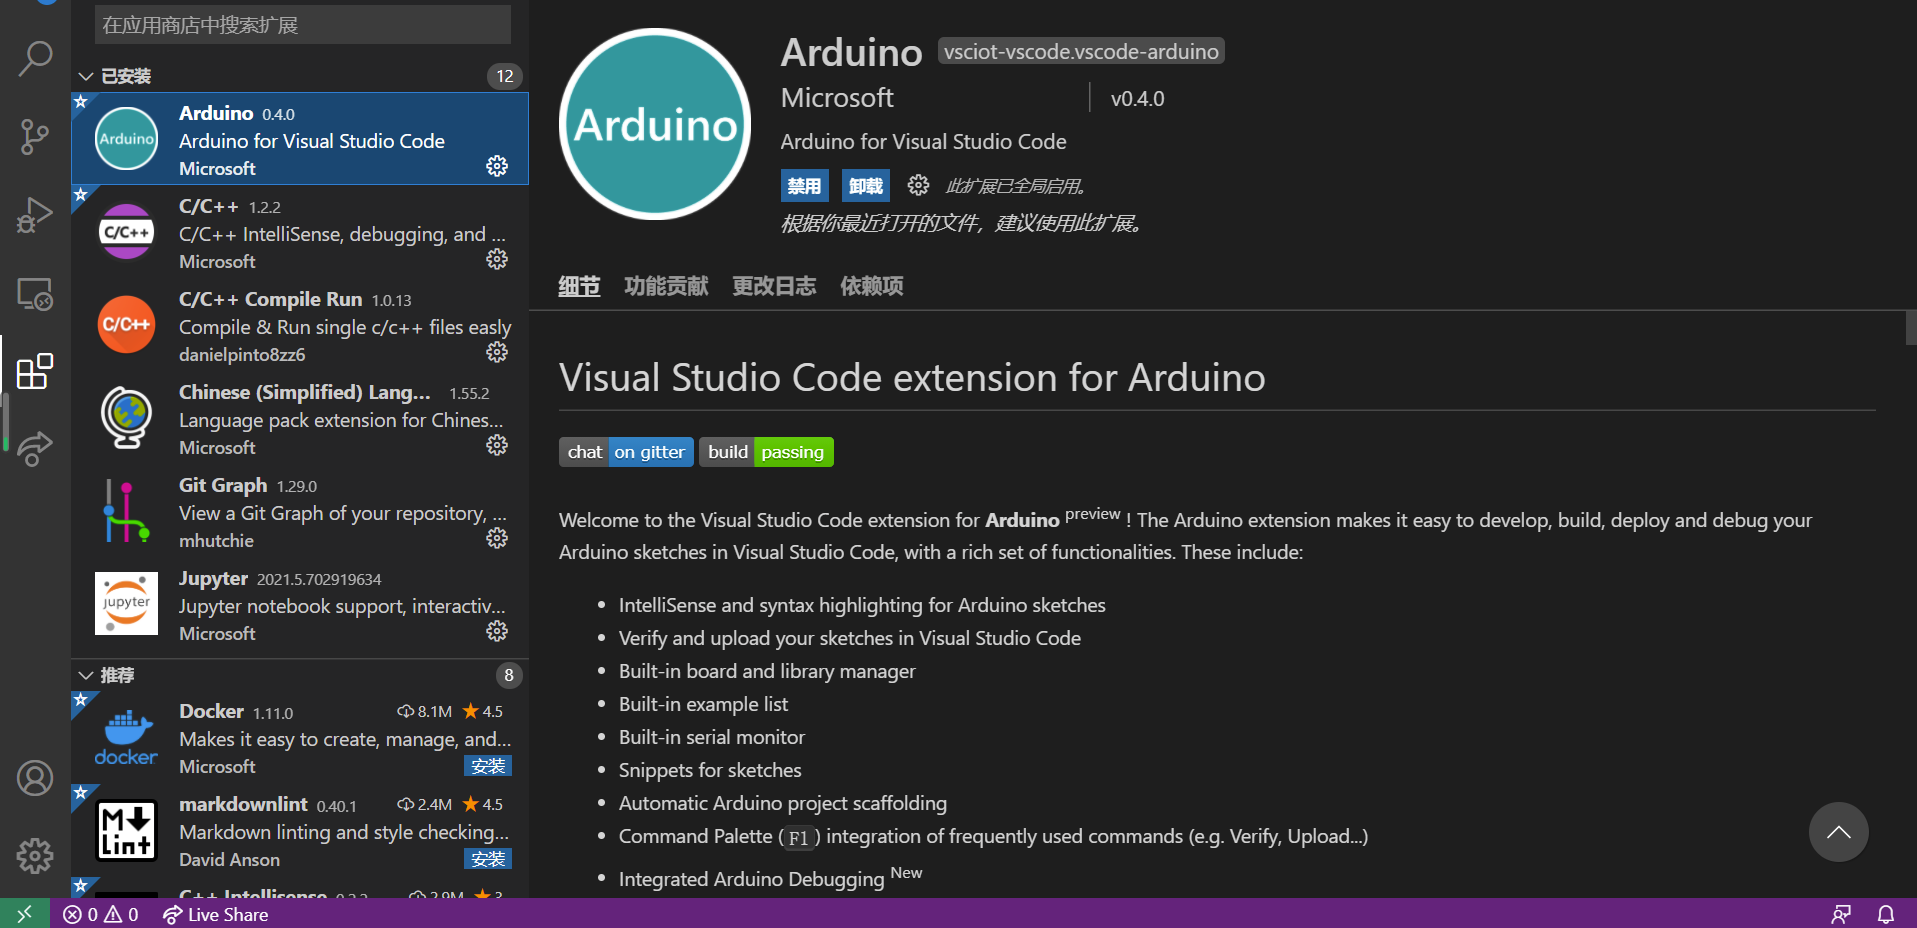 在应用商店中搜索扩展
已安装
12
Arduino
Arduino 0.4.0
Arduino for Visual Studio Code
Microsoft
C/C++
C/C++ 1.2.2
C/C++ IntelliSense, debugging, and ...
Microsoft
C/C++
C/C++ Compile Run 1.0.13
Compile & Run single c/c++ files easly
danielpinto8zz6
Chinese (Simplified) Lang... 1.55.2
Language pack extension for Chines...
Microsoft
Git Graph 1.29.0
View a Git Graph of your repository, ...
mhutchie
jupyter
Jupyter 2021.5.702919634
Jupyter notebook support, interactiv...
Microsoft
推荐
8
docker
Docker 1.11.0 8.1M 4.5
Makes it easy to create, manage, and...
Microsoft
安装
M Lint
markdownlint 0.40.1 2.4M 4.5
Markdown linting and style checking...
David Anson
安装
C++ Intellisense 0.2.2 2.9M 3
Arduino
Arduino vsciot-vscode.vscode-arduino
Microsoft v0.4.0
Arduino for Visual Studio Code
禁用 卸载 此扩展已全局启用。
根据你最近打开的文件，建议使用此扩展。
细节 功能贡献 更改日志 依赖项
Visual Studio Code extension for Arduino
chat on gitter build passing
Welcome to the Visual Studio Code extension for Arduino preview ! The Arduino extension makes it easy to develop, build, deploy and debug your
Arduino sketches in Visual Studio Code, with a rich set of functionalities. These include:
• IntelliSense and syntax highlighting for Arduino sketches
• Verify and upload your sketches in Visual Studio Code
• Built-in board and library manager
• Built-in example list
• Built-in serial monitor
• Snippets for sketches
• Automatic Arduino project scaffolding
• Command Palette (F1) integration of frequently used commands (e.g. Verify, Upload...)
• Integrated Arduino Debugging New
0 0 Live Share